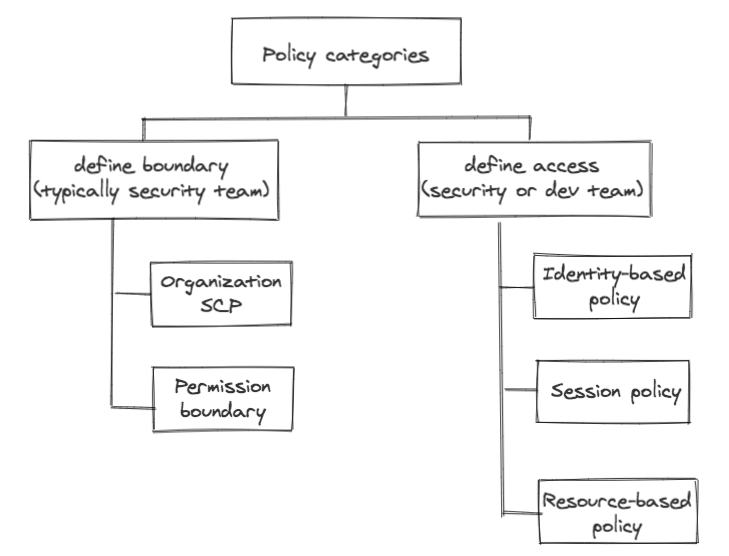 Policy categories
define boundary
(typically security team)
define access
(security or dev team)
Organization
SCP
Permission
boundary
Identity-based
policy
Session policy
Resource-based
policy